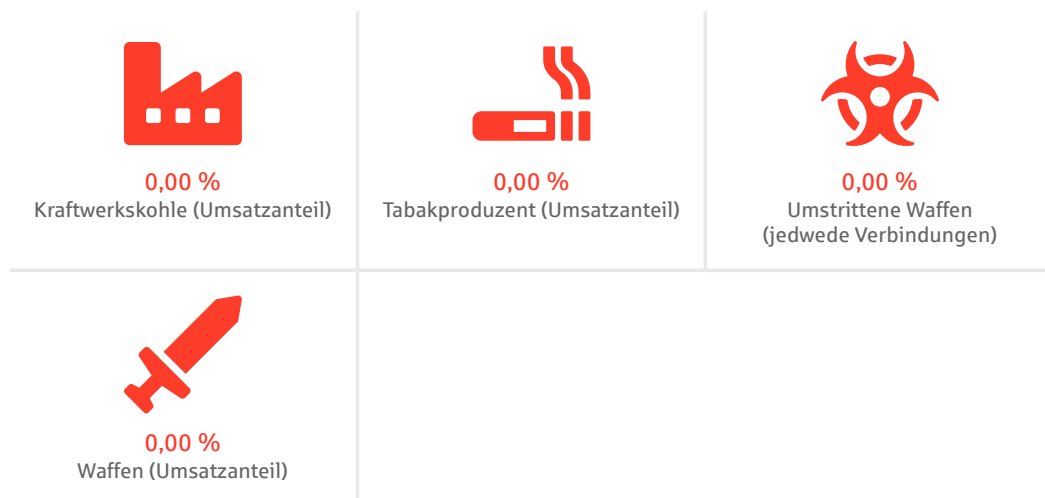 0,00 %
Kraftwerkskohle (Umsatzanteil)
0,00 %
Tabakproduzent (Umsatzanteil)
0,00 %
Umstrittene Waffen
(jedwede Verbindungen)
0,00 %
Waffen (Umsatzanteil)